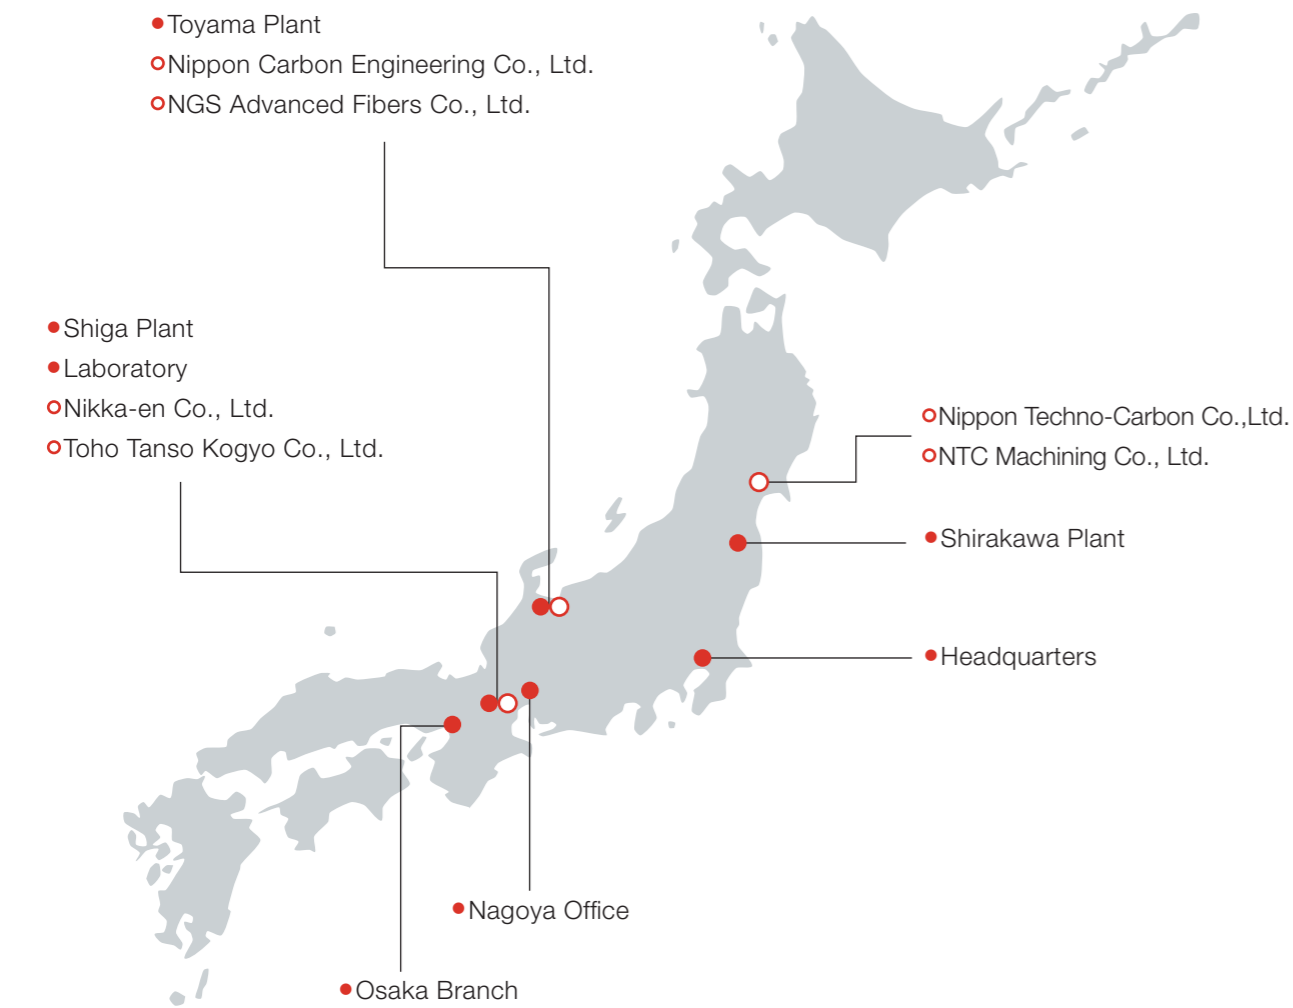 Toyama Plant
Nippon Carbon Engineering Co., Ltd.
NGS Advanced Fibers Co., Ltd.
Shiga Plant
Laboratory
Nikka-en Co., Ltd.
Toho Tanso Kogyo Co., Ltd.
Nippon Techno-Carbon Co.,Ltd.
NTC Machining Co., Ltd.
Shirakawa Plant
Headquarters
Nagoya Office
Osaka Branch